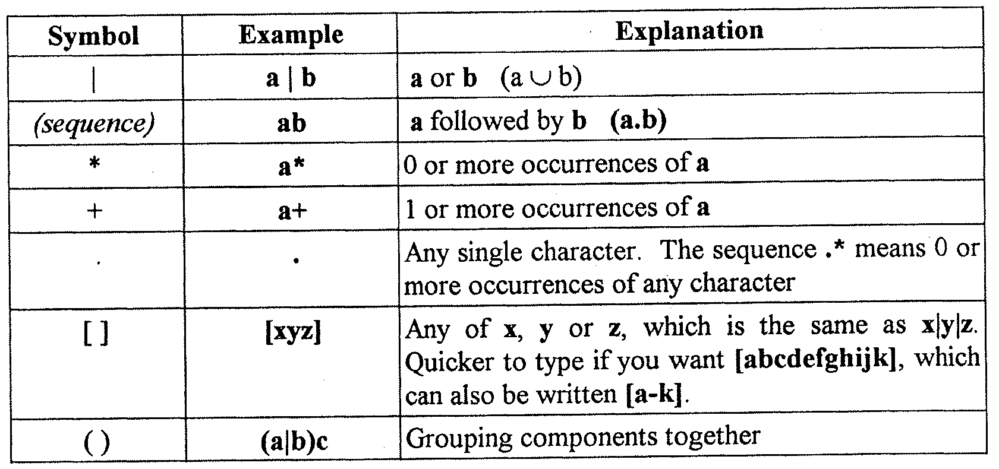 Symbol Example Explanation
| a | b a or b (a ∪ b)
(sequence) ab a followed by b (a.b)
* a* 0 or more occurrences of a
+ a+ 1 or more occurrences of a
. . Any single character. The sequence .* means 0 or
more occurrences of any character
[ ] [xyz] Any of x, y or z, which is the same as x|y|z.
Quicker to type if you want [abcdefghijk], which
can also be written [a-k].
( ) (a|b)c Grouping components together